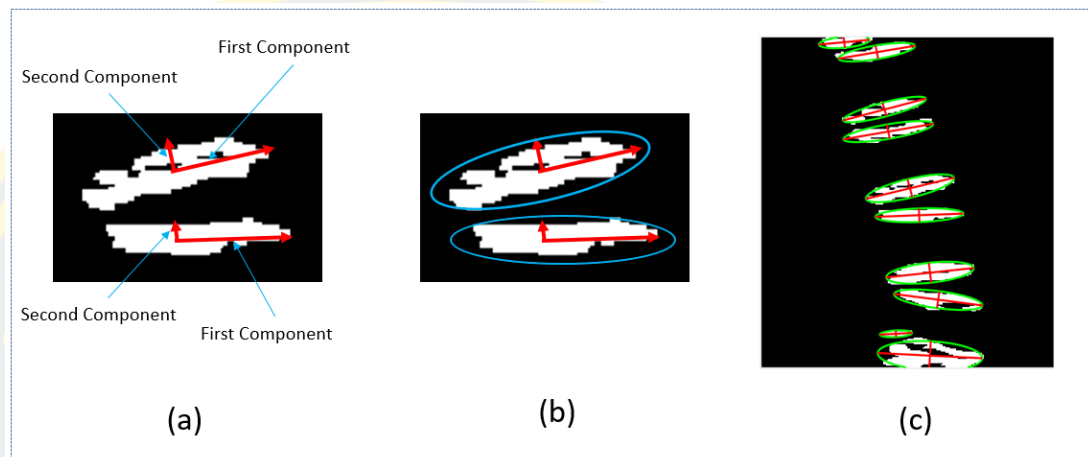 First Component
Second Component
Second Component
First Component
(a)
(b)
(c)